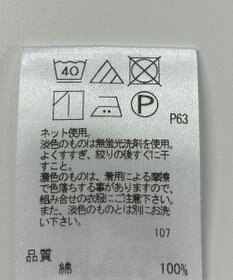 40
P
P63
ネット使用。
淡色のものは無蛍光洗剤を使用。
よくすすぎ、絞りの後すぐに干
すこと。
濃色のものは、着用による摩擦
で色落ちする事がありますので、
組み合せの衣服にご注意下さい。
また、淡色のものとは別にお洗
い下さい。
107
品質
綿 100%